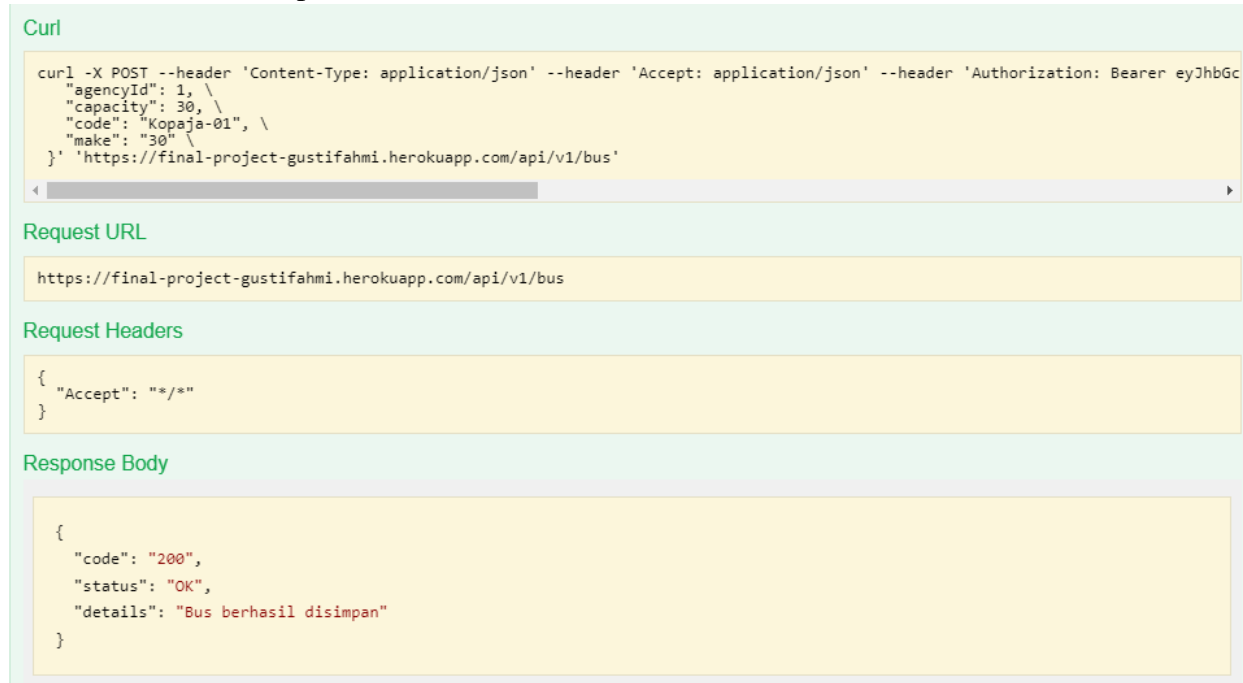 Curl
curl -X POST --header 'Content-Type: application/json' --header 'Accept: application/json' --header 'Authorization: Bearer eyJhbGc
"agencyId": 1, \
"capacity": 30, \
"code": "Kopaja-01", \
"make": "30" \
}' 'https://final-project-gustifahmi.herokuapp.com/api/v1/bus'
Request URL
https://final-project-gustifahmi.herokuapp.com/api/v1/bus
Request Headers
{
"Accept": "*/*"
}
Response Body
{
"code": "200",
"status": "OK",
"details": "Bus berhasil disimpan"
}